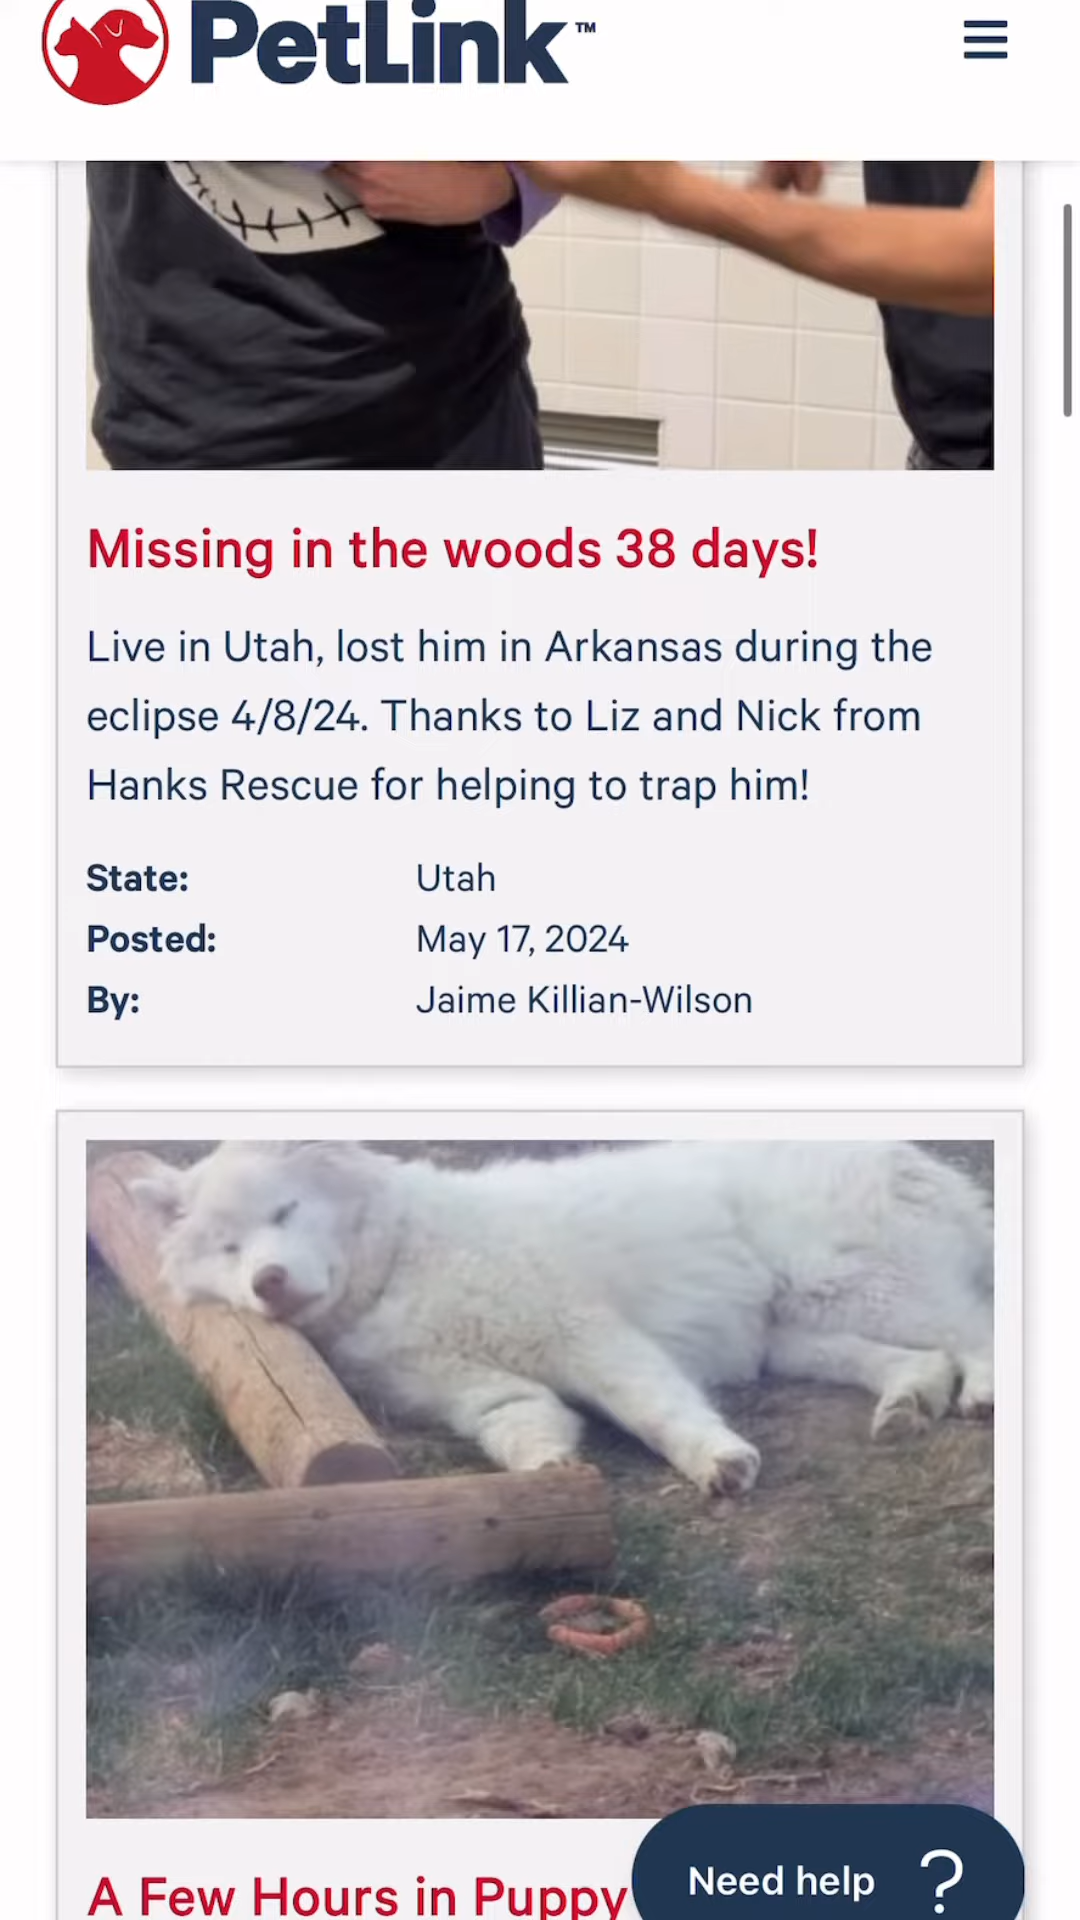 PetLink™
Missing in the woods 38 days!
Live in Utah, lost him in Arkansas during the
eclipse 4/8/24. Thanks to Liz and Nick from
Hanks Rescue for helping to trap him!
State: Utah
Posted: May 17, 2024
By: Jaime Killian-Wilson
A Few Hours in Puppy
Need help ?